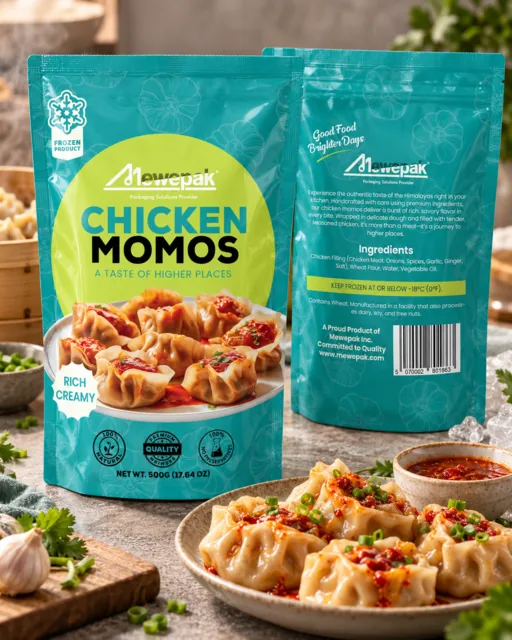 FROZEN
PRODUCT
Mewepak
Packaging Solutions Provider
CHICKEN
MOMOS
A TASTE OF HIGHER PLACES
RICH
CREAMY
100%
NATURAL
PREMIUM
QUALITY
100%
NET WT. 500G (17.64 OZ)
Good Food
Brighter Days
Mewepak
Packaging Solutions Provider
Experience the authentic taste of the Himalayas right in your
kitchen. Handcrafted with care using premium ingredients,
our chicken momos deliver a burst of rich, savory flavor in
every bite. Wrapped in delicate dough and filled with tender,
seasoned chicken, it's more than a meal—it's a journey to
higher places.
Ingredients
Chicken Filling (Chicken Meat, Onions, Spices, Garlic, Ginger,
Salt), Wheat Flour, Water, Vegetable Oil.
KEEP FROZEN AT OR BELOW -18°C (0°F).
Contains Wheat. Manufactured in a facility that also
es dairy, soy, and tree nuts.
A Proud Product of
Mewepak Inc.
Committed to Quality
www.mewepak.com
5 070002 801863